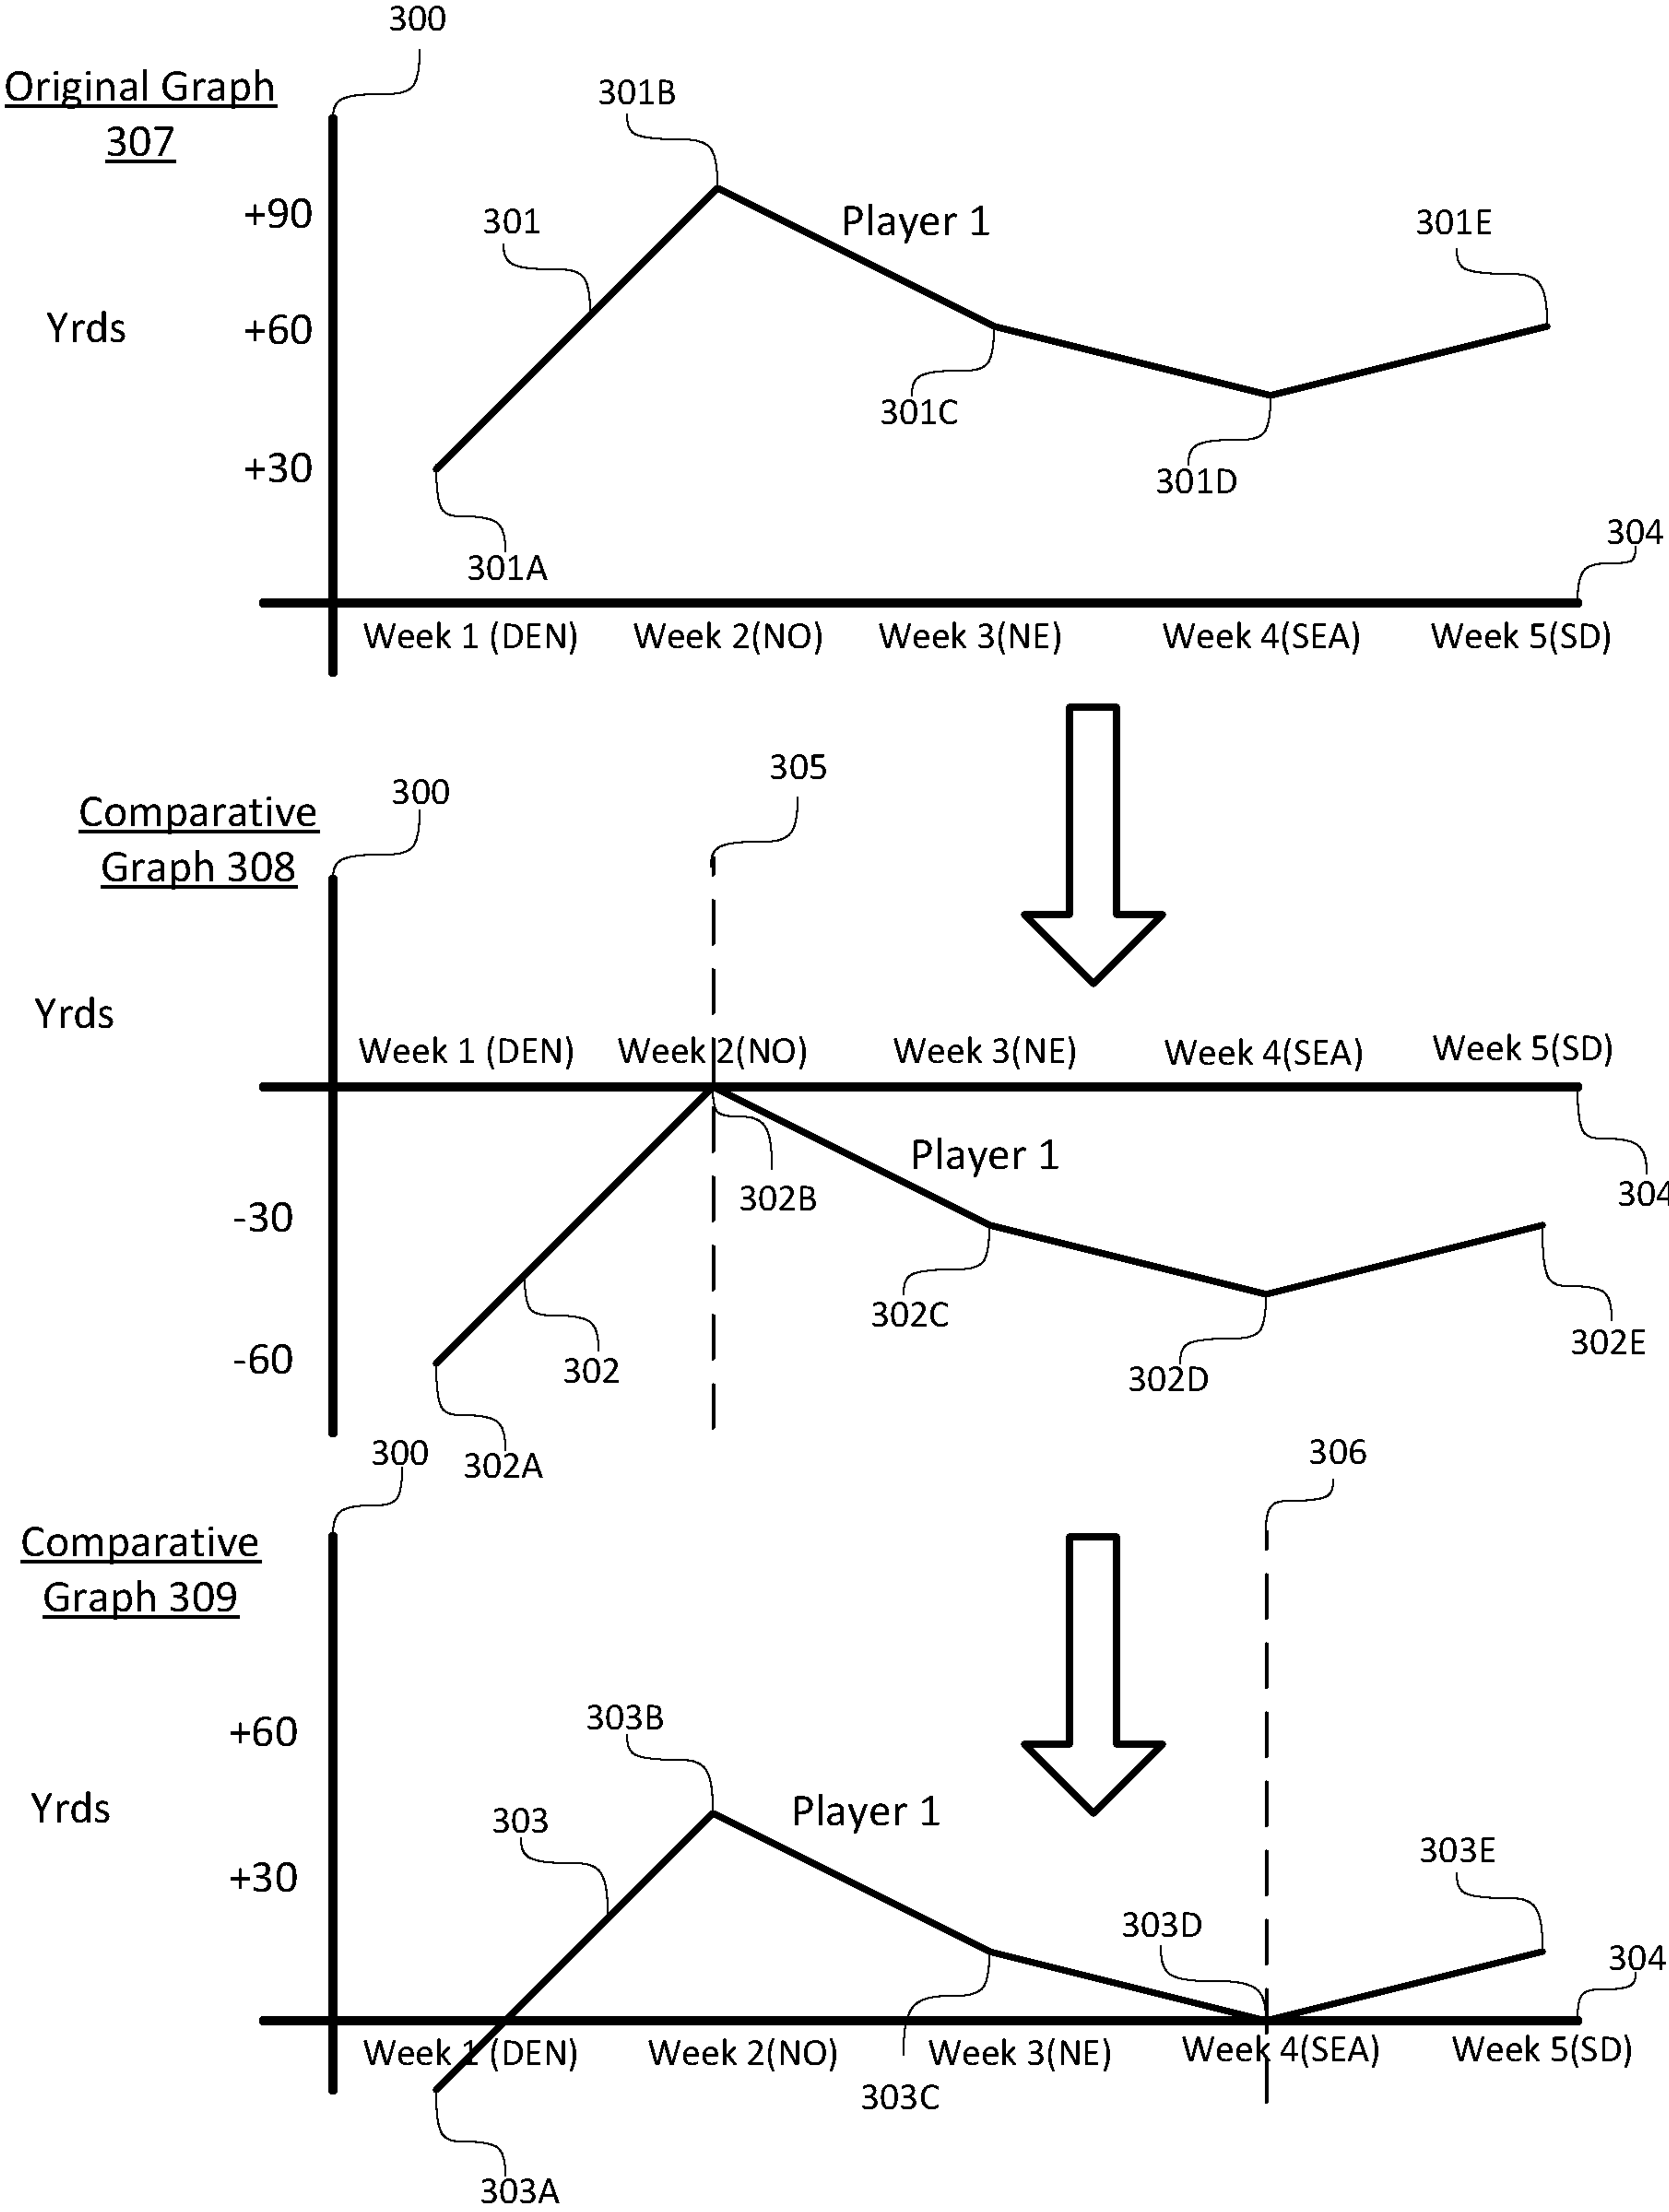 300
Original Graph
307
301B
+90
301
Player 1
301E
Yrds
+60
301C
+30
301D
301A
304
Week 1 (DEN)
Week 2(NO)
Week 3(NE)
Week 4(SEA)
Week 5(SD)
305
300
Comparative
Graph 308
Yrds
Week 1 (DEN)
Week 2(NO)
Week 3(NE)
Week 4(SEA)
Week 5(SD)
Player 1
302B
304
-30
302C
302E
-60
302
302D
300
302A
306
Comparative
Graph 309
303B
+60
Yrds
303
Player 1
303E
+30
303D
304
Week 1 (DEN)
Week 2(NO)
Week 3(NE)
Week 4(SEA)
Week 5(SD)
303C
303A